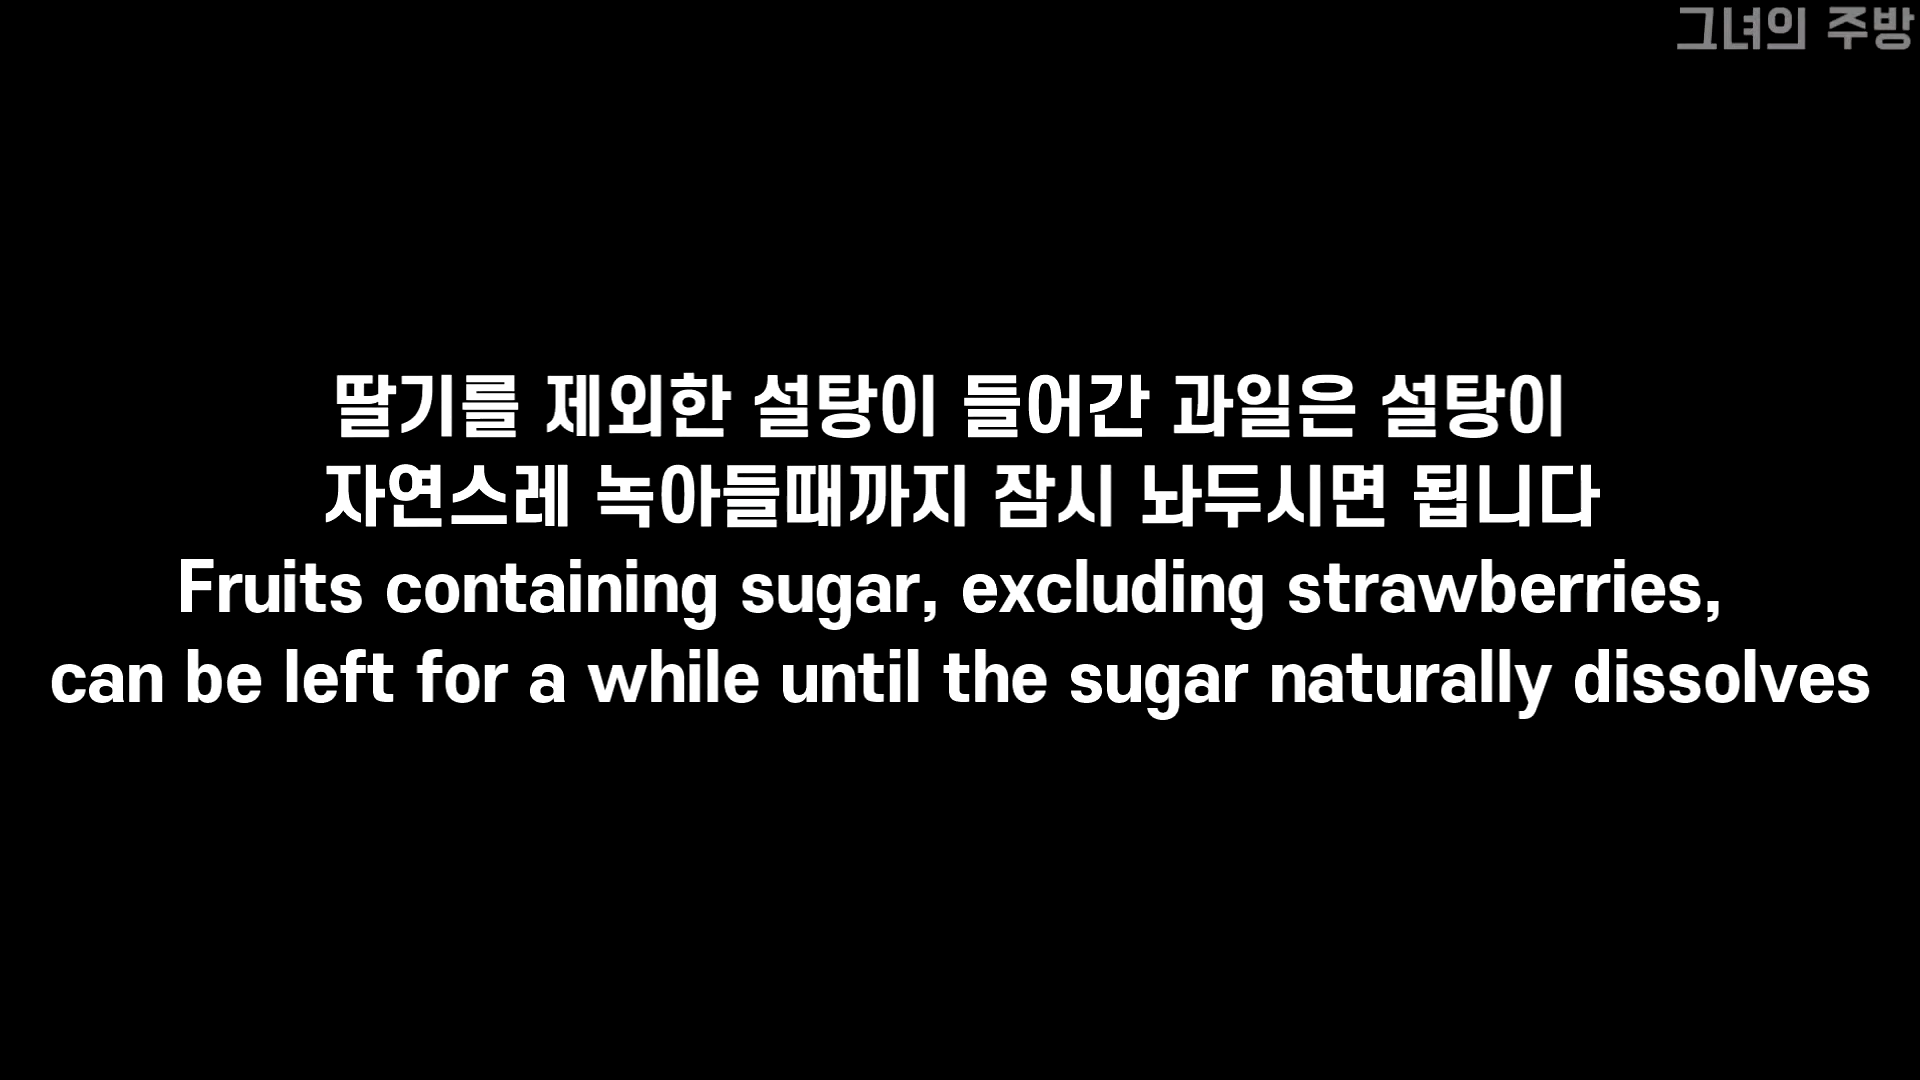 그녀의 주방
딸기를 제외한 설탕이 들어간 과일은 설탕이
자연스레 녹아들때까지 잠시 놔두시면 됩니다
Fruits containing sugar, excluding strawberries,
can be left for a while until the sugar naturally dissolves